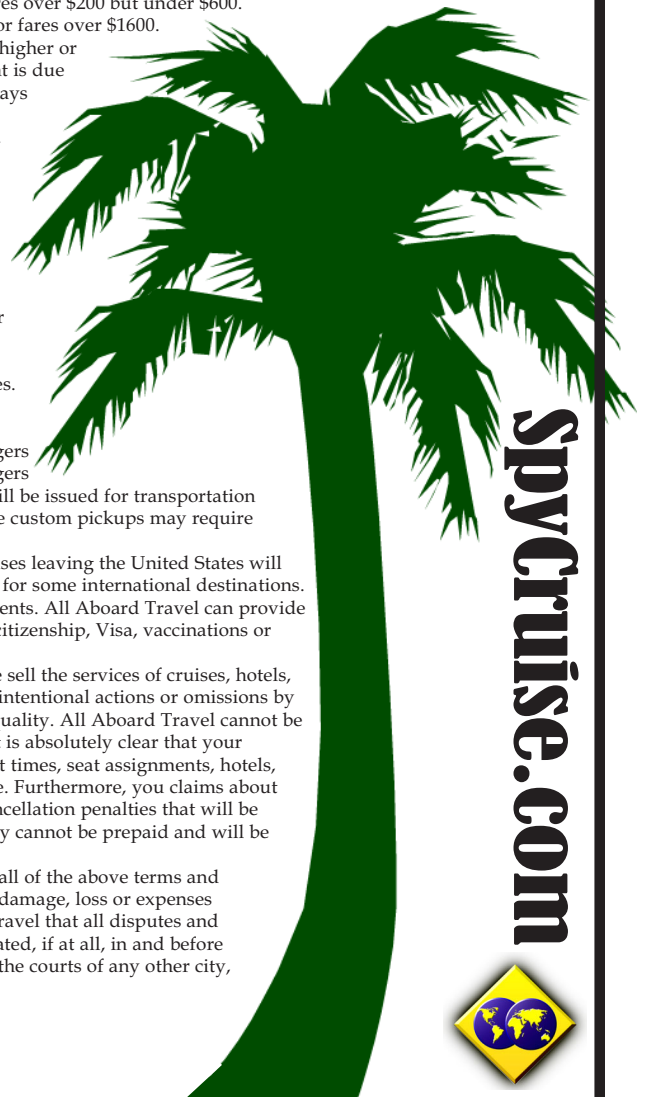 res over $200 but under $600.
or fares over $1600.
higher or
t is due
ays
r
es.
gers
gers
ill be issued for transportation
e custom pickups may require
ises leaving the United States will
for some international destinations.
ents. All Aboard Travel can provide
citizenship, Visa, vaccinations or
e sell the services of cruises, hotels,
intentional actions or omissions by
quality. All Aboard Travel cannot be
t is absolutely clear that your
t times, seat assignments, hotels,
e. Furthermore, you claims about
ncellation penalties that will be
y cannot be prepaid and will be
all of the above terms and
damage, loss or expenses
ravel that all disputes and
ated, if at all, in and before
the courts of any other city,
SpyCruise.com